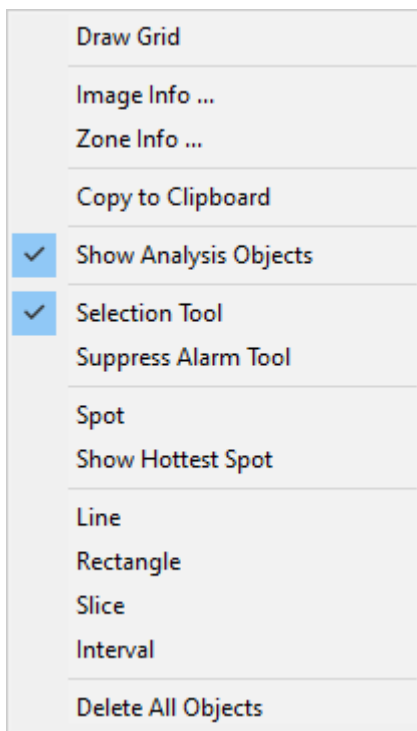 Draw Grid
Image Info ...
Zone Info ...
Copy to Clipboard
Show Analysis Objects
Selection Tool
Suppress Alarm Tool
Spot
Show Hottest Spot
Line
Rectangle
Slice
Interval
Delete All Objects